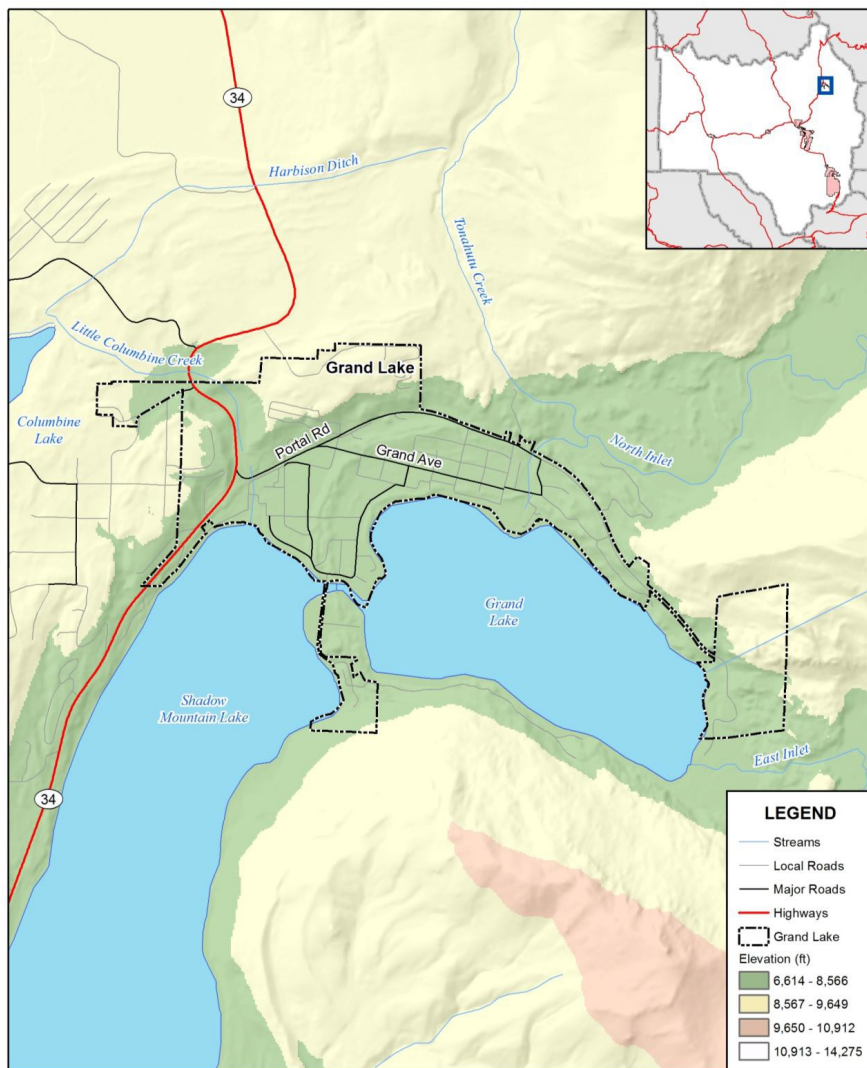 34
Harbison Ditch
Tonahutu Creek
Little Columbine Creek
Grand Lake
Columbine
Lake
Portal Rd
Grand Ave
North Inlet
Grand
Lake
Shadow
Mountain Lake
East Inlet
34
LEGEND
Streams
Local Roads
Major Roads
Highways
Grand Lake
Elevation (ft)
6,614 - 8,566
8,567 - 9,649
9,650 - 10,912
10,913 - 14,275